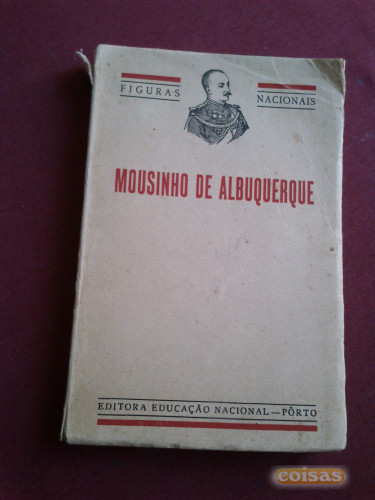 FIGURAS NACIONAIS
MOUSINHO DE ALBUQUERQUE
EDITORA EDUCAÇÃO NACIONAL — PÔRTO
coisas